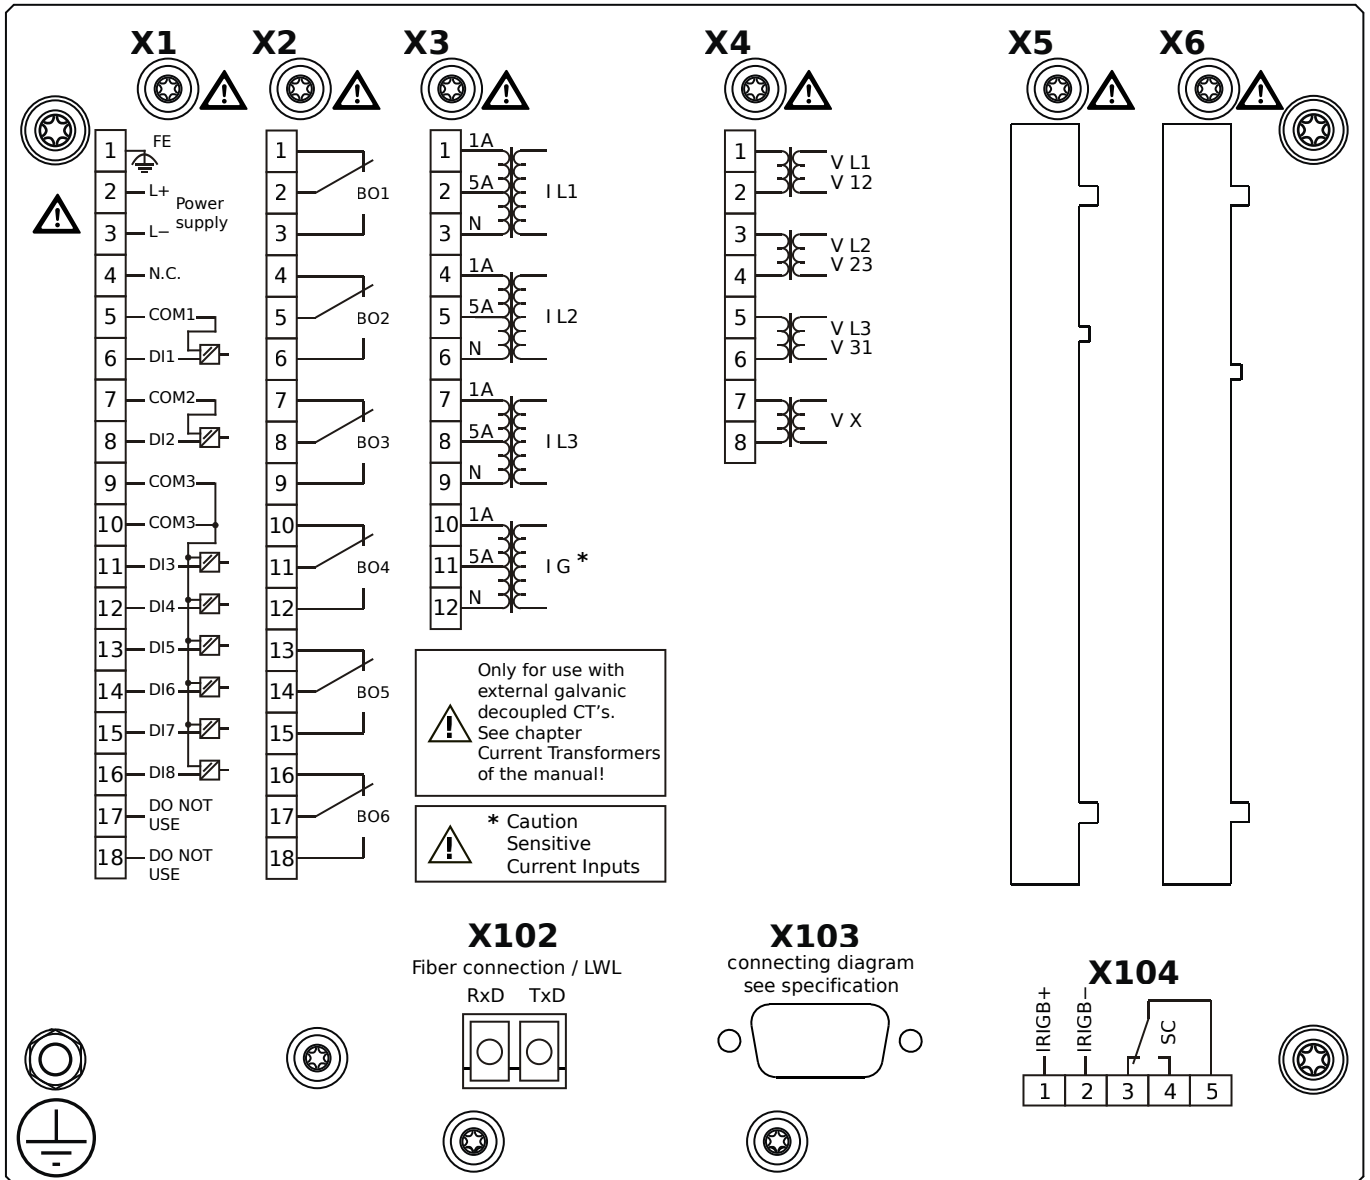 X1
X2
X3
X4
X5
X6
1
FE
2
L+
Power
supply
3
L−
4
N.C.
5
COM1
6
DI1
7
COM2
8
DI2
9
COM3
10
COM3
11
DI3
12
DI4
13
DI5
14
DI6
15
DI7
16
DI8
17
DO NOT
USE
18
DO NOT
USE
1
2
BO1
3
4
5
BO2
6
7
8
BO3
9
10
11
BO4
12
13
14
BO5
15
16
17
BO6
18
1
1A
2
5A
I L1
3
N
4
1A
5
5A
I L2
6
N
7
1A
8
5A
I L3
9
N
10
1A
11
5A
I G *
12
N
Only for use with
external galvanic
decoupled CT's.
See chapter
Current Transformers
of the manual!
* Caution
Sensitive
Current Inputs
1
V L1
2
V 12
3
V L2
4
V 23
5
V L3
6
V 31
7
V X
8
X102
Fiber connection / LWL
RxD TxD
X103
connecting diagram
see specification
X104
IRIGB+
IRIGB−
SC
1 2 3 4 5